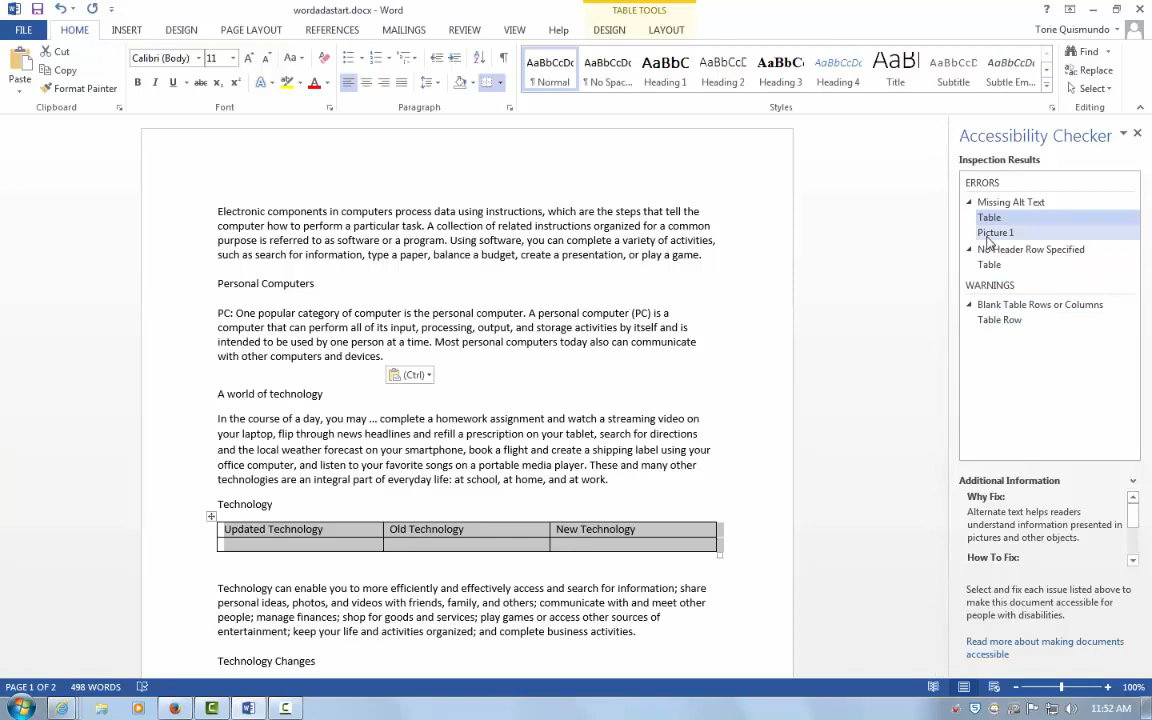 wordadastart.docx - Word
TABLE TOOLS
?
FILE
HOME
INSERT
DESIGN
PAGE LAYOUT
REFERENCES
MAILINGS
REVIEW
VIEW
Help
DESIGN
LAYOUT
Torie Quismundo
Paste
Cut
Copy
Format Painter
Clipboard
Calibri (Body)
11
Aa
B I U abc x₂ x²
Font
Paragraph
AaBbCcDc
¶ Normal
AaBbCcDc
¶ No Spac...
AaBbC
Heading 1
AaBbCcC
Heading 2
AaBbCc
Heading 3
AaBbCcDc
Heading 4
AaBl
Title
AaBbCcD
Subtitle
AaBbCcDc
Subtle Em...
Styles
Find
Replace
Select
Editing
Electronic components in computers process data using instructions, which are the steps that tell the
computer how to perform a particular task. A collection of related instructions organized for a common
purpose is referred to as software or a program. Using software, you can complete a variety of activities,
such as search for information, type a paper, balance a budget, create a presentation, or play a game.
Personal Computers
PC: One popular category of computer is the personal computer. A personal computer (PC) is a
computer that can perform all of its input, processing, output, and storage activities by itself and is
intended to be used by one person at a time. Most personal computers today also can communicate
with other computers and devices.
(Ctrl)
A world of technology
In the course of a day, you may ... complete a homework assignment and watch a streaming video on
your laptop, flip through news headlines and refill a prescription on your tablet, search for directions
and the local weather forecast on your smartphone, book a flight and create a shipping label using your
office computer, and listen to your favorite songs on a portable media player. These and many other
technologies are an integral part of everyday life: at school, at home, and at work.
Technology
Updated Technology
Old Technology
New Technology
Technology can enable you to more efficiently and effectively access and search for information; share
personal ideas, photos, and videos with friends, family, and others; communicate with and meet other
people; manage finances; shop for goods and services; play games or access other sources of
entertainment; keep your life and activities organized; and complete business activities.
Technology Changes
Accessibility Checker
Inspection Results
ERRORS
Missing Alt Text
Table
Picture 1
No Header Row Specified
Table
WARNINGS
Blank Table Rows or Columns
Table Row
Additional Information
Why Fix:
Alternate text helps readers
understand information presented in
pictures and other objects.
How To Fix:
Select and fix each issue listed above to
make this document accessible for
people with disabilities.
Read more about making documents
accessible
PAGE 1 OF 2
498 WORDS
100%
11:52 AM